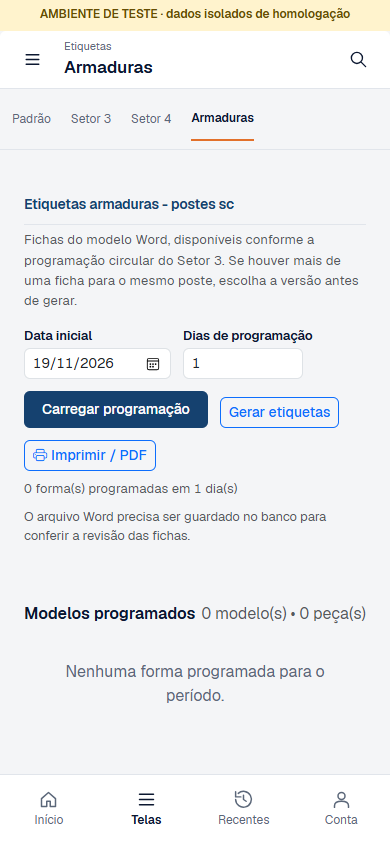 AMBIENTE DE TESTE · dados isolados de homologação
Etiquetas
Armaduras
Padrão Setor 3 Setor 4 Armaduras
Etiquetas armaduras - postes sc
Fichas do modelo Word, disponíveis conforme a
programação circular do Setor 3. Se houver mais de
uma ficha para o mesmo poste, escolha a versão antes
de gerar.
Data inicial Dias de programação
19/11/2026 1
Carregar programação Gerar etiquetas
Imprimir / PDF
0 forma(s) programadas em 1 dia(s)
O arquivo Word precisa ser guardado no banco para
conferir a revisão das fichas.
Modelos programados 0 modelo(s) • 0 peça(s)
Nenhuma forma programada para o
período.
Início Telas Recentes Conta